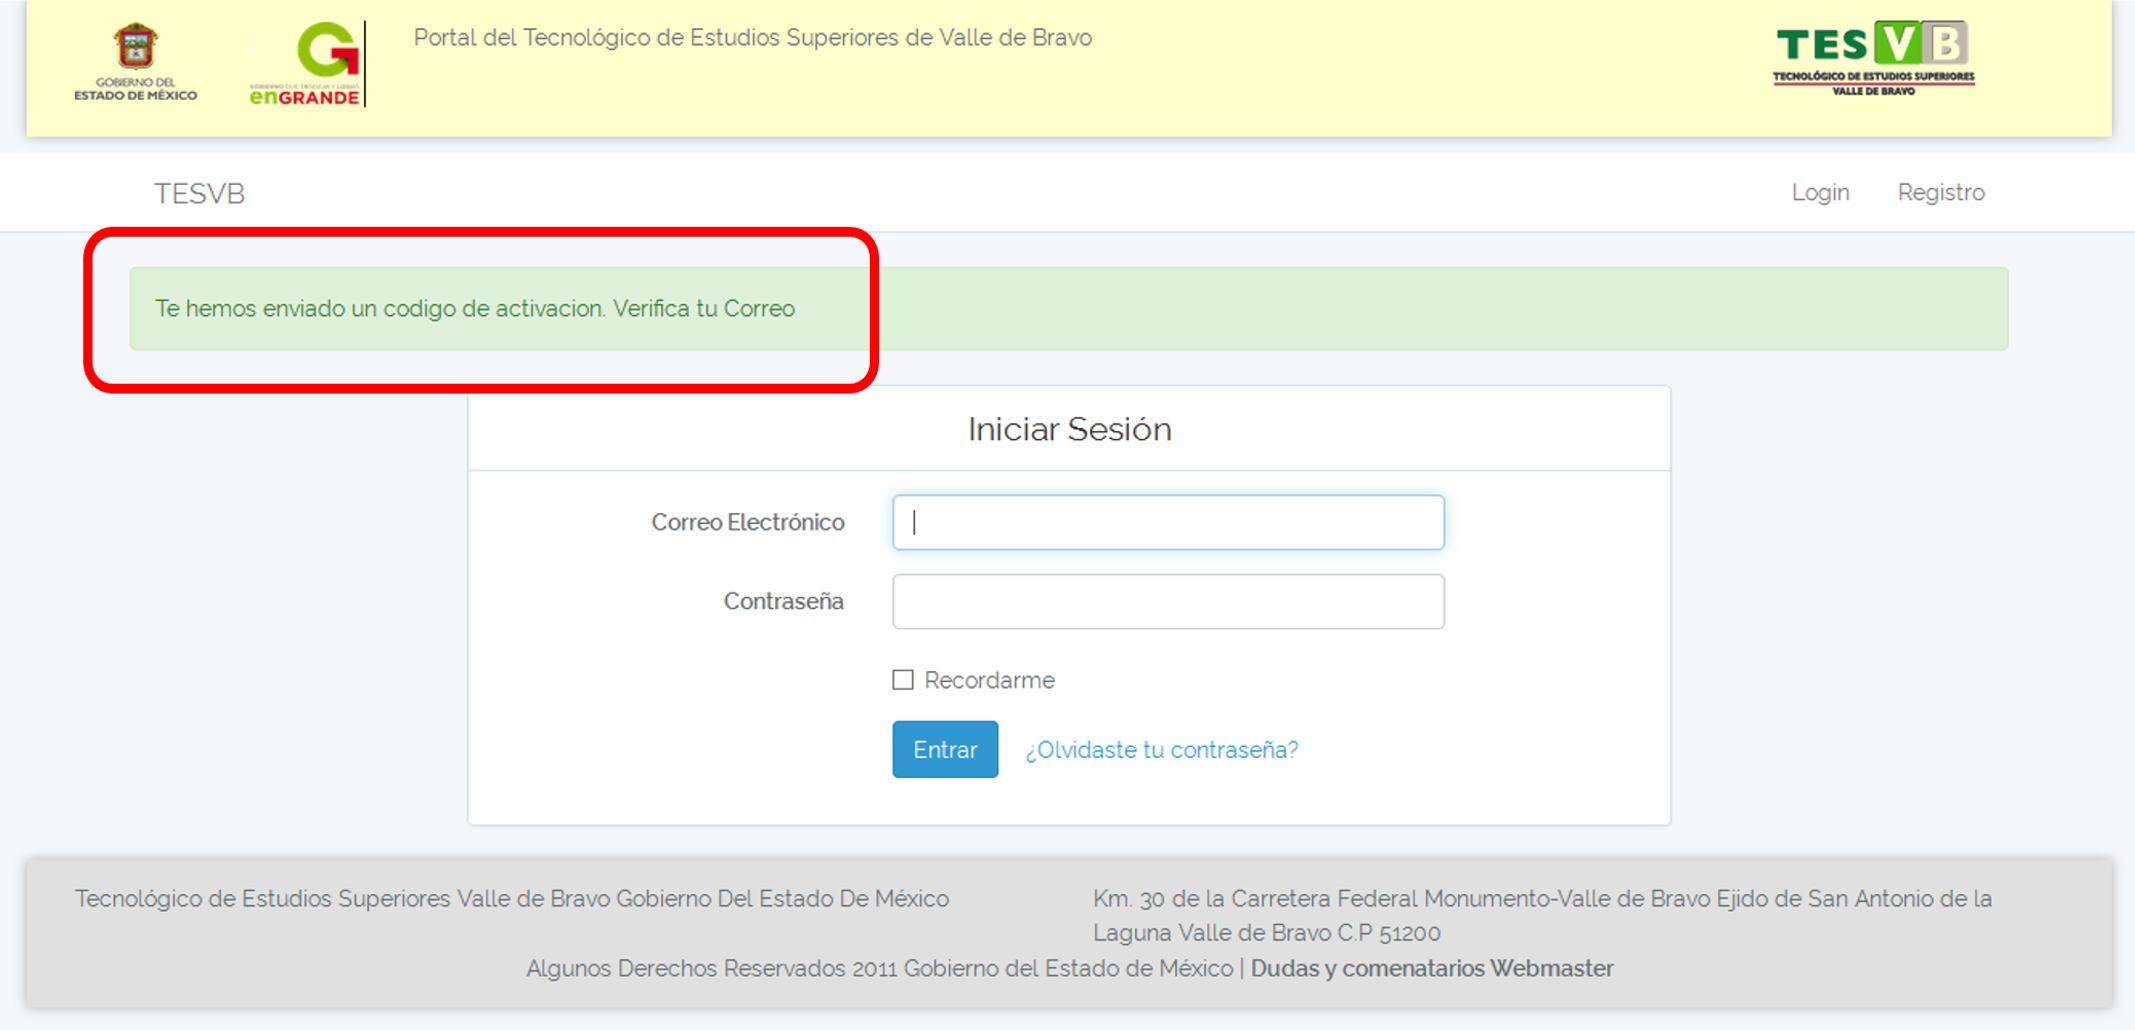 GOBIERNO DEL
ESTADO DE MÉXICO
GOBIERNO QUE TRABAJA Y LOGRA
enGRANDE
Portal del Tecnológico de Estudios Superiores de Valle de Bravo
TESVB
TECNOLÓGICO DE ESTUDIOS SUPERIORES
VALLE DE BRAVO
TESVB
Login
Registro
Te hemos enviado un codigo de activacion. Verifica tu Correo
Iniciar Sesión
Correo Electrónico
Contraseña
Recordarme
Entrar
¿Olvidaste tu contraseña?
Tecnológico de Estudios Superiores Valle de Bravo Gobierno Del Estado De México
Km. 30 de la Carretera Federal Monumento-Valle de Bravo Ejido de San Antonio de la
Laguna Valle de Bravo C.P 51200
Algunos Derechos Reservados 2011 Gobierno del Estado de México | Dudas y comenatarios Webmaster